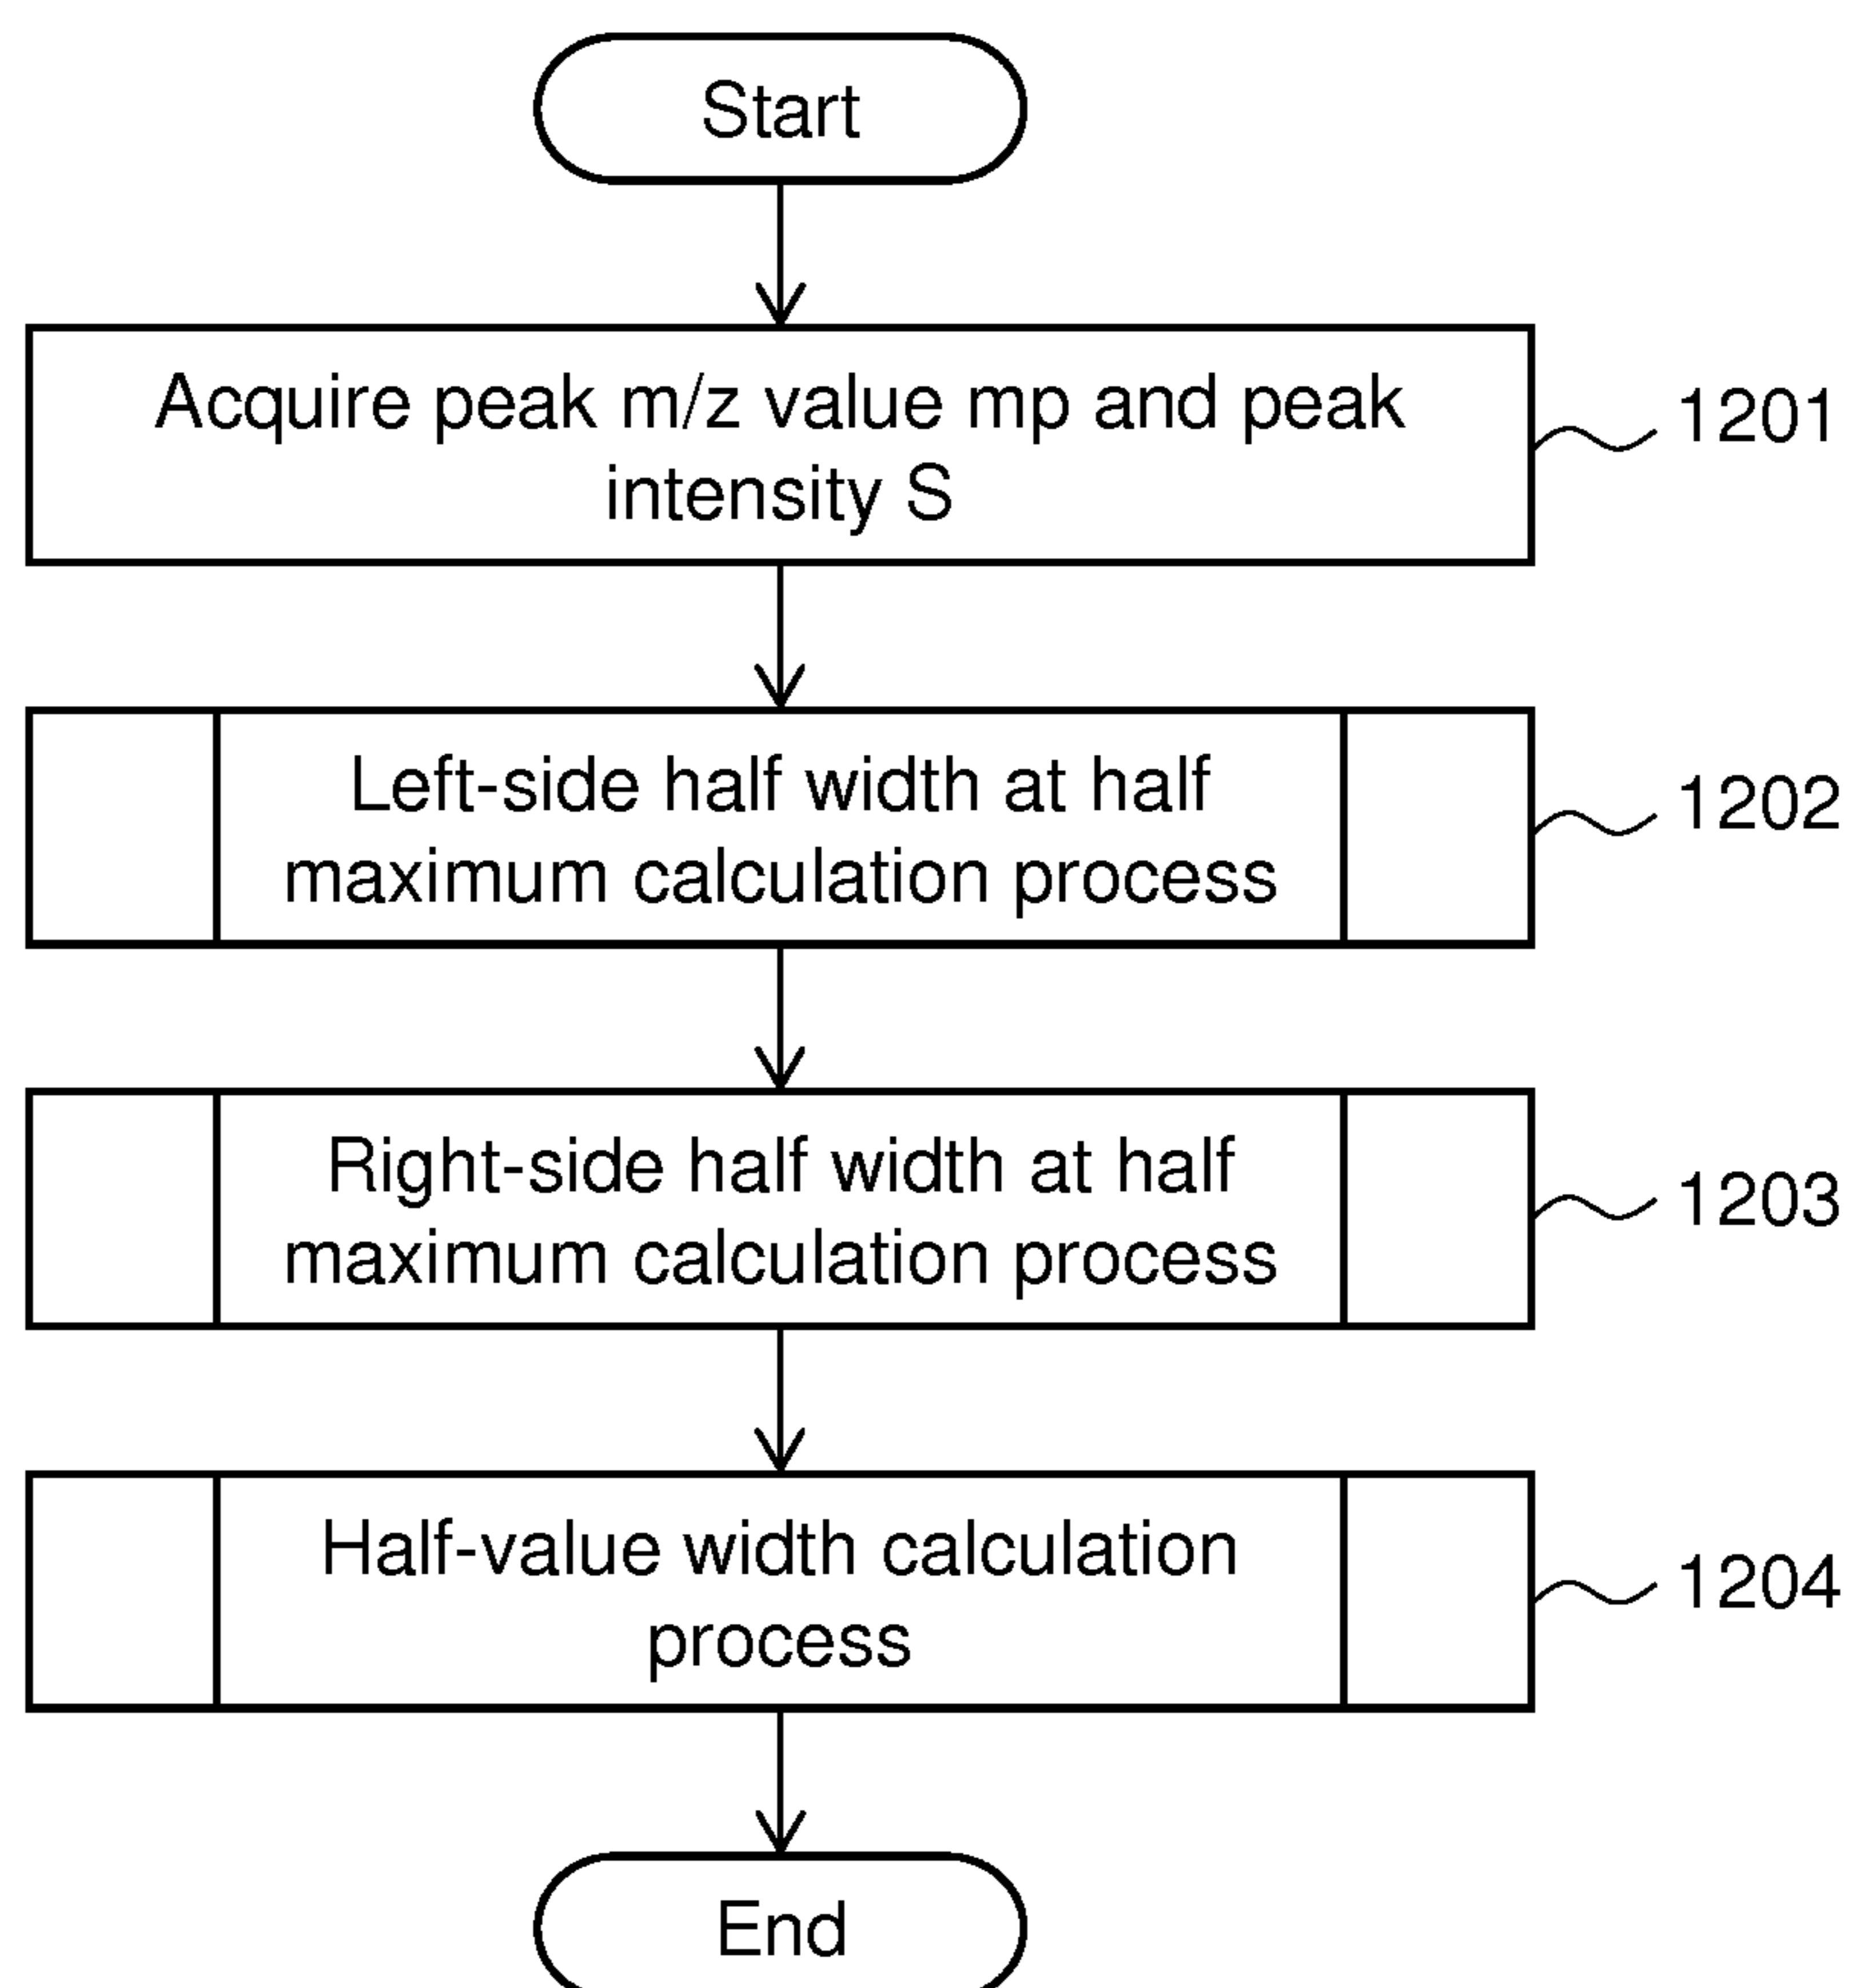 Start
Acquire peak m/z value mp and peak
intensity S
1201
Left-side half width at half
maximum calculation process
1202
Right-side half width at half
maximum calculation process
1203
Half-value width calculation
process
1204
End